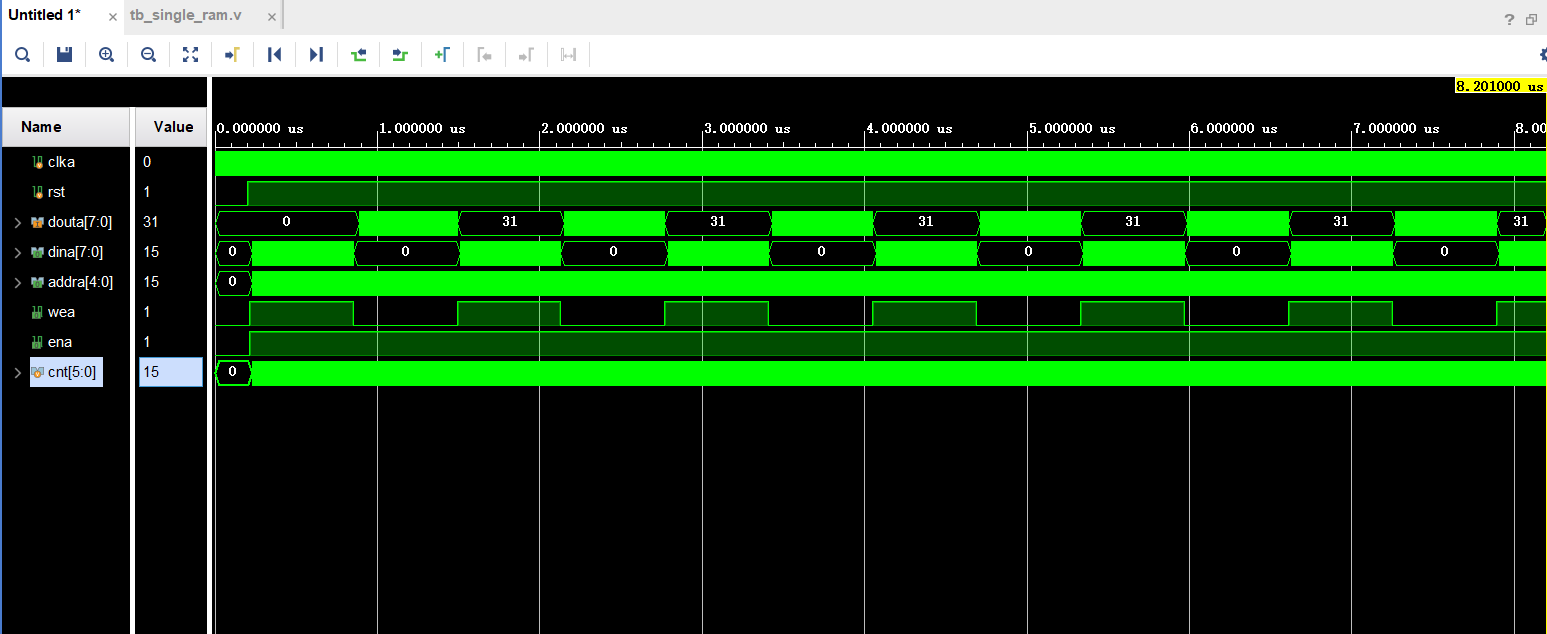 Untitled 1* × tb_single_ram.v ×
?
8.201000 us
Name Value
0.000000 us 1.000000 us 2.000000 us 3.000000 us 4.000000 us 5.000000 us 6.000000 us 7.000000 us 8.00
clka 0
rst 1
douta[7:0] 31 0 31 31 31 31 31 31
dina[7:0] 15 0 0 0 0 0 0 0
addra[4:0] 15 0
wea 1
ena 1
cnt[5:0] 15 0